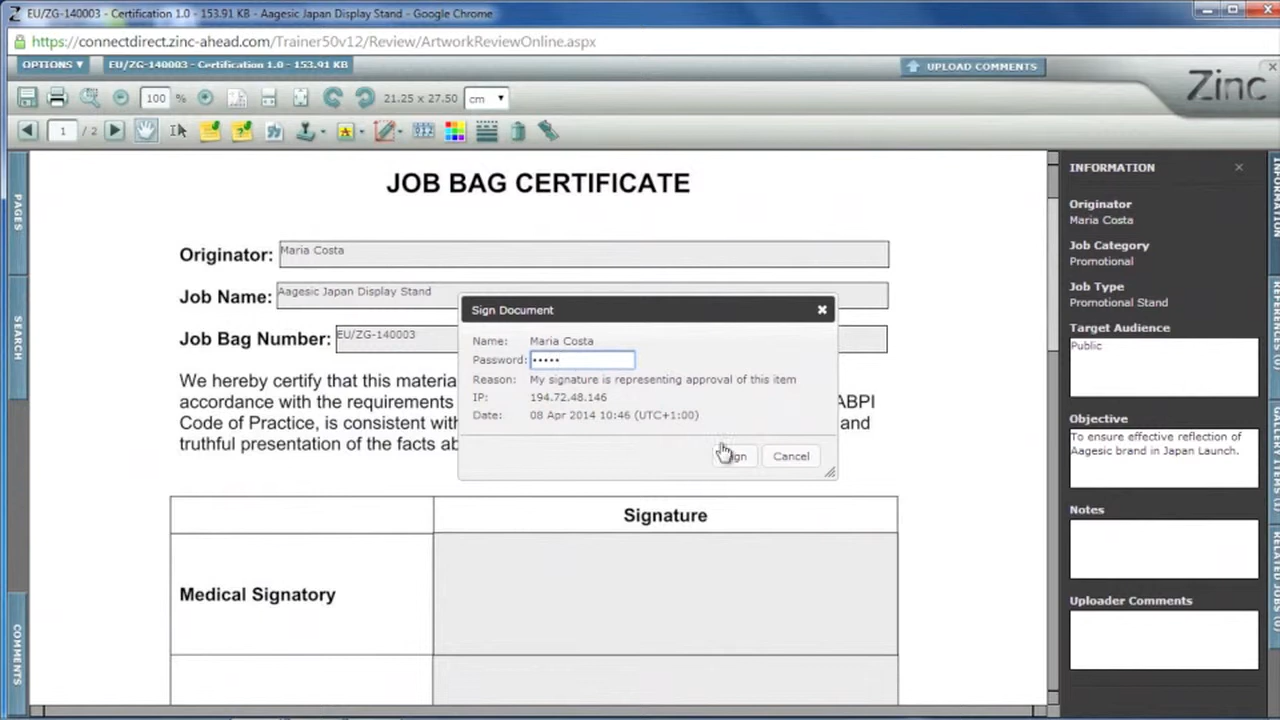 EU/ZG-140003 - Certification 1.0 - 153.91 KB - Aagesic Japan Display Stand - Google Chrome
https://connectdirect.zinc-ahead.com/Trainer50v12/Review/ArtworkReviewOnline.aspx
OPTIONS ▼ EU/ZG-140003 - Certification 1.0 - 153.91 KB
UPLOAD COMMENTS
Zinc
100 % 21.25 x 27.50 cm
1 / 2
PAGES
SEARCH
COMMENTS
JOB BAG CERTIFICATE
Originator: Maria Costa
Job Name: Aagesic Japan Display Stand
Job Bag Number: EU/ZG-140003
We hereby certify that this materia
accordance with the requirements ABPI
Code of Practice, is consistent with and
truthful presentation of the facts ab
Signature
Medical Signatory
Sign Document
Name: Maria Costa
Password: •••••
Reason: My signature is representing approval of this item
IP: 194.72.48.146
Date: 08 Apr 2014 10:46 (UTC+1:00)
Cancel
INFORMATION
Originator
Maria Costa
Job Category
Promotional
Job Type
Promotional Stand
Target Audience
Public
Objective
To ensure effective reflection of
Aagesic brand in Japan Launch.
Notes
Uploader Comments
INFORMATION